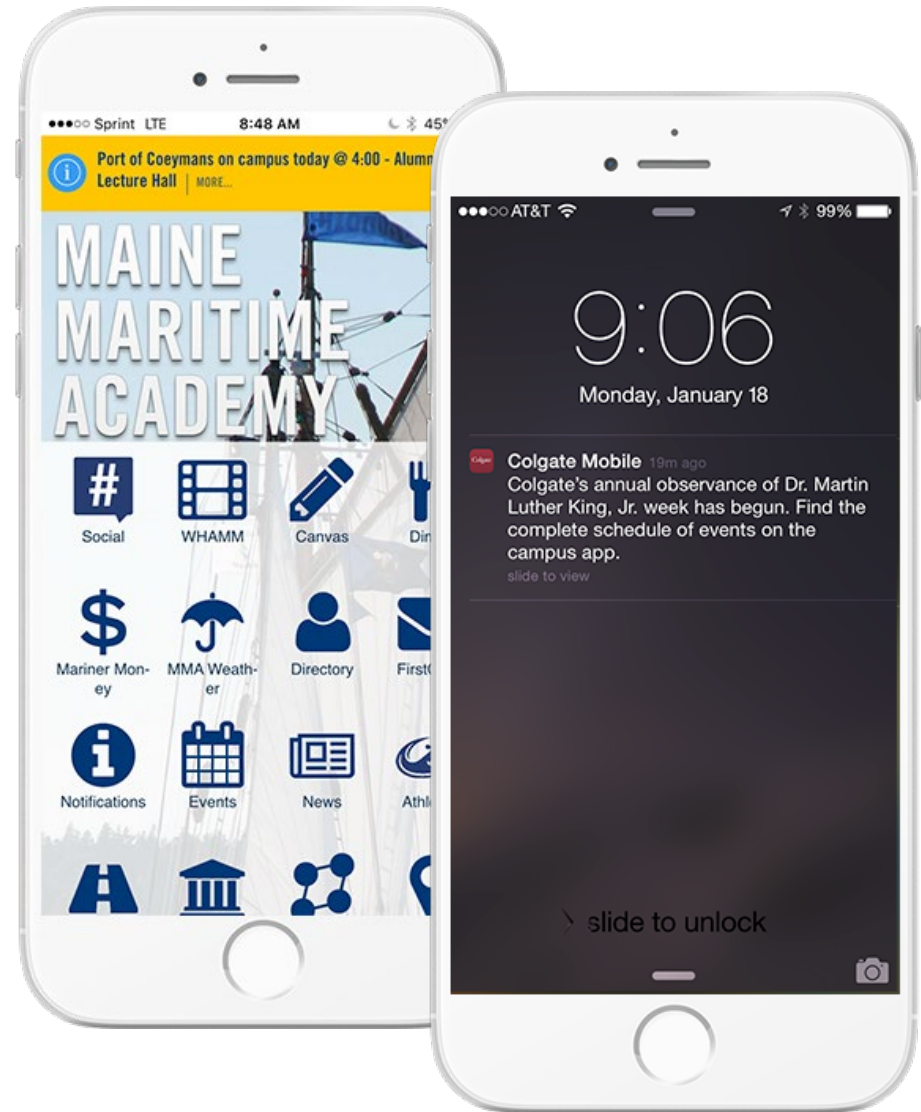 Sprint LTE 8:48 AM 45%
Port of Coeymans on campus today @ 4:00 - Alumn
Lecture Hall | MORE...
MAINE
MARITIME
ACADEMY
#
Social WHAMM Canvas Din
$
Mariner Mon-
ey
MMA Weath-
er
Directory FirstC
Notifications Events News Athl
AT&T 99%
9:06
Monday, January 18
Colgate
Colgate Mobile 19m ago
Colgate's annual observance of Dr. Martin
Luther King, Jr. week has begun. Find the
complete schedule of events on the
campus app.
slide to view
> slide to unlock